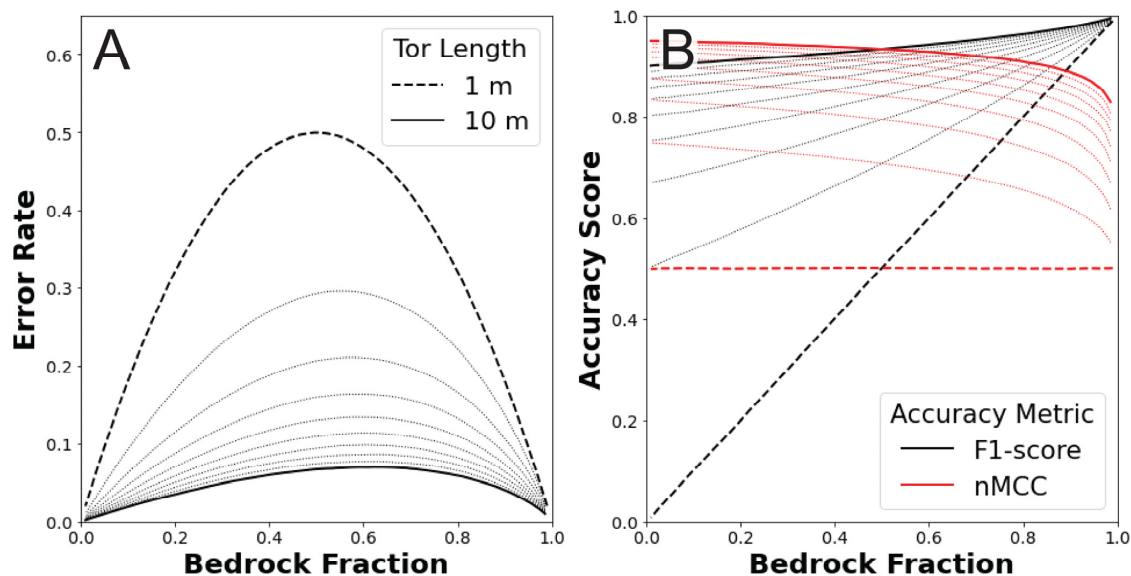 A
Tor Length
1 m
10 m
0.6
0.5
0.4
0.3
0.2
0.1
0.0
Error Rate
0.0 0.2 0.4 0.6 0.8 1.0
Bedrock Fraction
B
1.0
0.8
0.6
0.4
0.2
0.0
Accuracy Score
Accuracy Metric
F1-score
nMCC
0.0 0.2 0.4 0.6 0.8 1.0
Bedrock Fraction